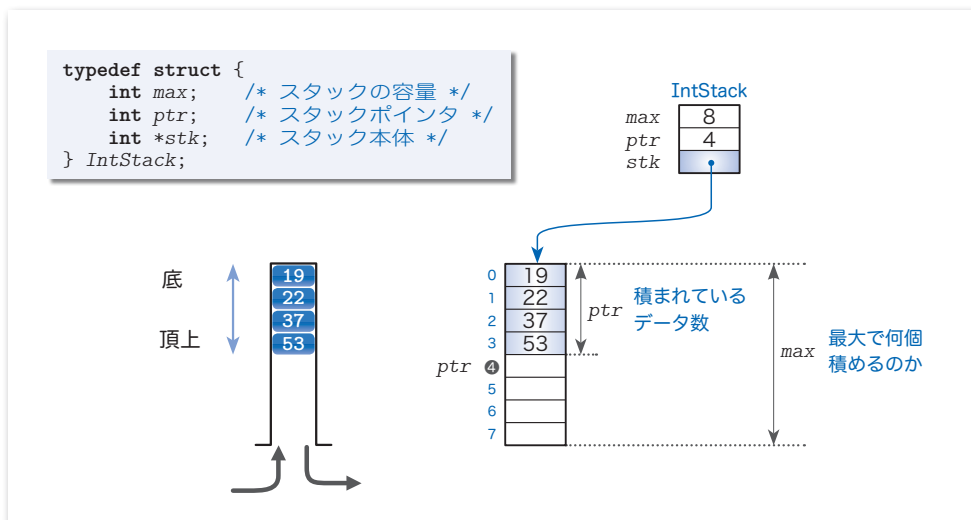 typedef struct {
    int max;     /* スタックの容量 */
    int ptr;     /* スタックポインタ */
    int *stk;    /* スタック本体 */
} IntStack;
IntStack
max 8
ptr 4
stk
底
頂上
19
22
37
53
0 19
1 22
2 37
3 53
ptr ❹
5
6
7
ptr
積まれている
データ数
max
最大で何個
積めるのか